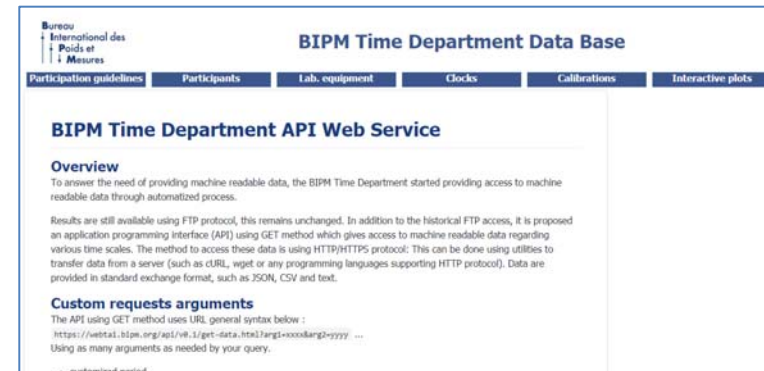 Bureau
International des
Poids et
Mesures
BIPM Time Department Data Base
Participation guidelines Participants Lab. equipment Clocks Calibrations Interactive plots
BIPM Time Department API Web Service
Overview
To answer the need of providing machine readable data, the BIPM Time Department started providing access to machine
readable data through automatized process.
Results are still available using FTP protocol, this remains unchanged. In addition to the historical FTP access, it is proposed
an application programming interface (API) using GET method which gives access to machine readable data regarding
various time scales. The method to access these data is using HTTP/HTTPS protocol: This can be done using utilities to
transfer data from a server (such as cURL, wget or any programming languages supporting HTTP protocol). Data are
provided in standard exchange format, such as JSON, CSV and text.
Custom requests arguments
The API using GET method uses URL general syntax below :
https://webtai.bipm.org/api/v0.1/get-data.html?arg1=xxxx&arg2=yyyy ...
Using as many arguments as needed by your query.
customized period